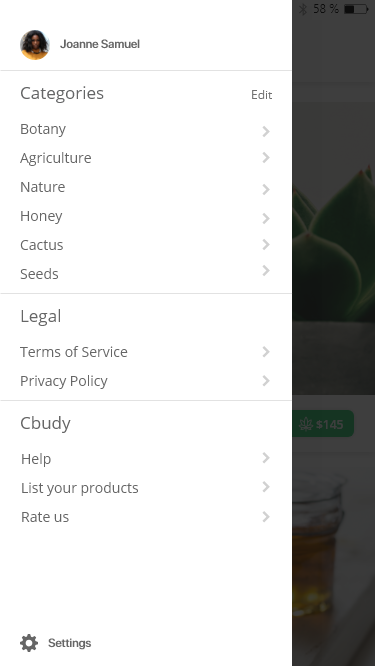 58 %
Joanne Samuel
Categories Edit
Botany
Agriculture
Nature
Honey
Cactus
Seeds
Legal
Terms of Service
Privacy Policy
$145
Cbudy
Help
List your products
Rate us
Settings